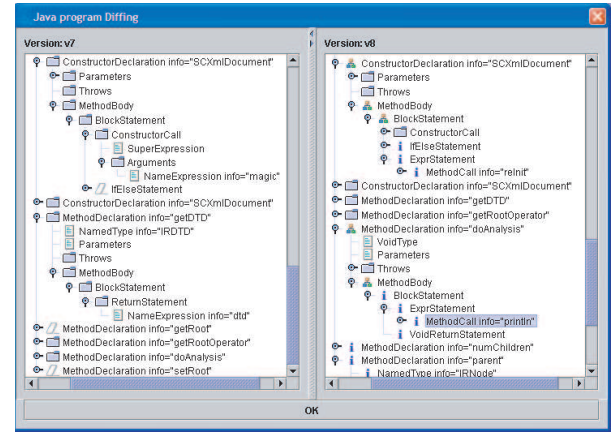 Java program Diffing
Version: v7
ConstructorDeclaration info="SCXmlDocument"
Parameters
Throws
MethodBody
BlockStatement
ConstructorCall
SuperExpression
Arguments
NameExpression info="magic"
IfElseStatement
ConstructorDeclaration info="SCXmlDocument"
MethodDeclaration info="getDTD"
NamedType info="IRDTD"
Parameters
Throws
MethodBody
BlockStatement
ReturnStatement
NameExpression info="dtd"
MethodDeclaration info="getRoot"
MethodDeclaration info="getRootOperator"
MethodDeclaration info="doAnalysis"
MethodDeclaration info="setRoot"
Version: v8
ConstructorDeclaration info="SCXmlDocument"
Parameters
Throws
MethodBody
BlockStatement
ConstructorCall
IfElseStatement
ExprStatement
MethodCall info="reInit"
ConstructorDeclaration info="SCXmlDocument"
MethodDeclaration info="getDTD"
MethodDeclaration info="getRootOperator"
MethodDeclaration info="doAnalysis"
VoidType
Parameters
Throws
MethodBody
BlockStatement
ExprStatement
MethodCall info="println"
VoidReturnStatement
MethodDeclaration info="numChildren"
MethodDeclaration info="parent"
NamedType info="IRNode"
OK